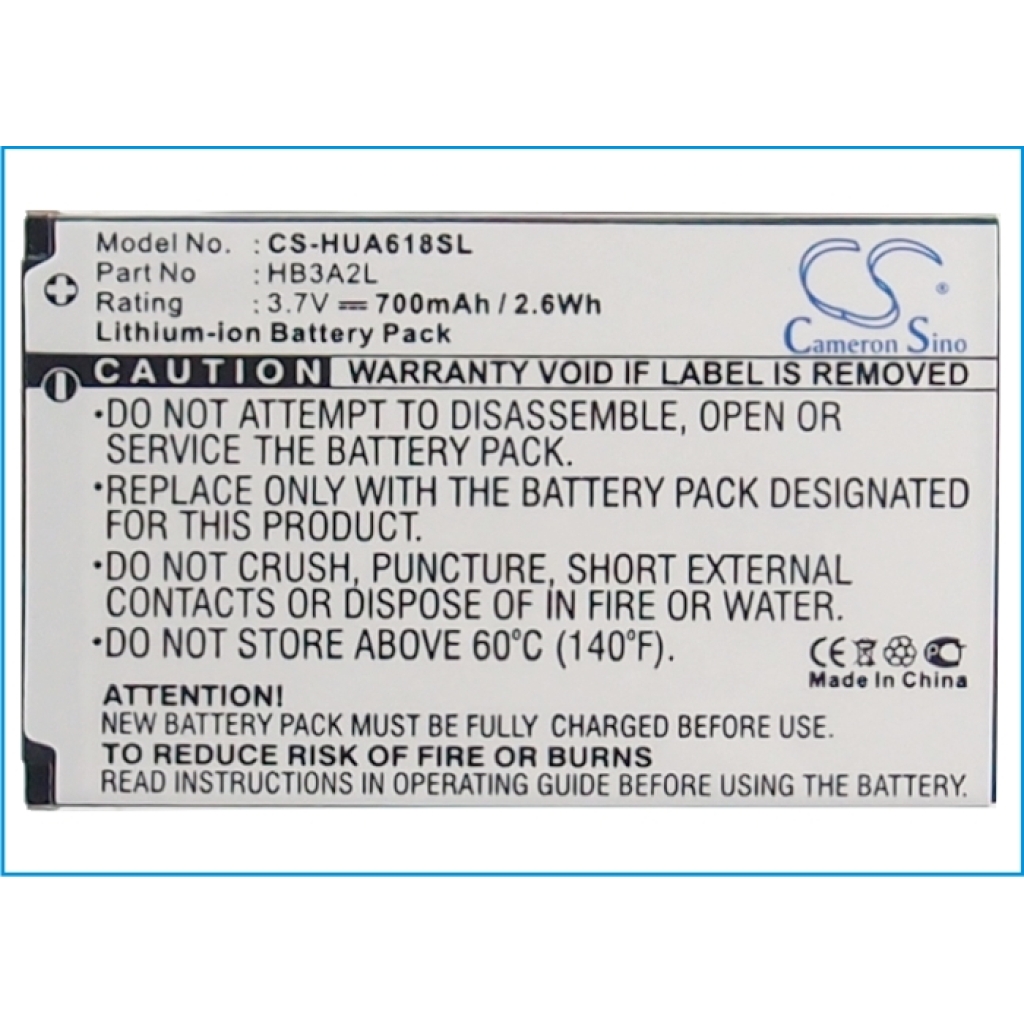 Model No. : CS-HUA618SL
Part No : HB3A2L
Rating : 3.7V ⎓ 700mAh / 2.6Wh
Lithium-ion Battery Pack
CS ®
Cameron Sino
CAUTION WARRANTY VOID IF LABEL IS REMOVED
•DO NOT ATTEMPT TO DISASSEMBLE, OPEN OR
SERVICE THE BATTERY PACK.
•REPLACE ONLY WITH THE BATTERY PACK DESIGNATED
FOR THIS PRODUCT.
•DO NOT CRUSH, PUNCTURE, SHORT EXTERNAL
CONTACTS OR DISPOSE OF IN FIRE OR WATER.
•DO NOT STORE ABOVE 60°C (140°F).
CE
Made In China
ATTENTION!
NEW BATTERY PACK MUST BE FULLY CHARGED BEFORE USE.
TO REDUCE RISK OF FIRE OR BURNS
READ INSTRUCTIONS IN OPERATING GUIDE BEFORE USING THE BATTERY.